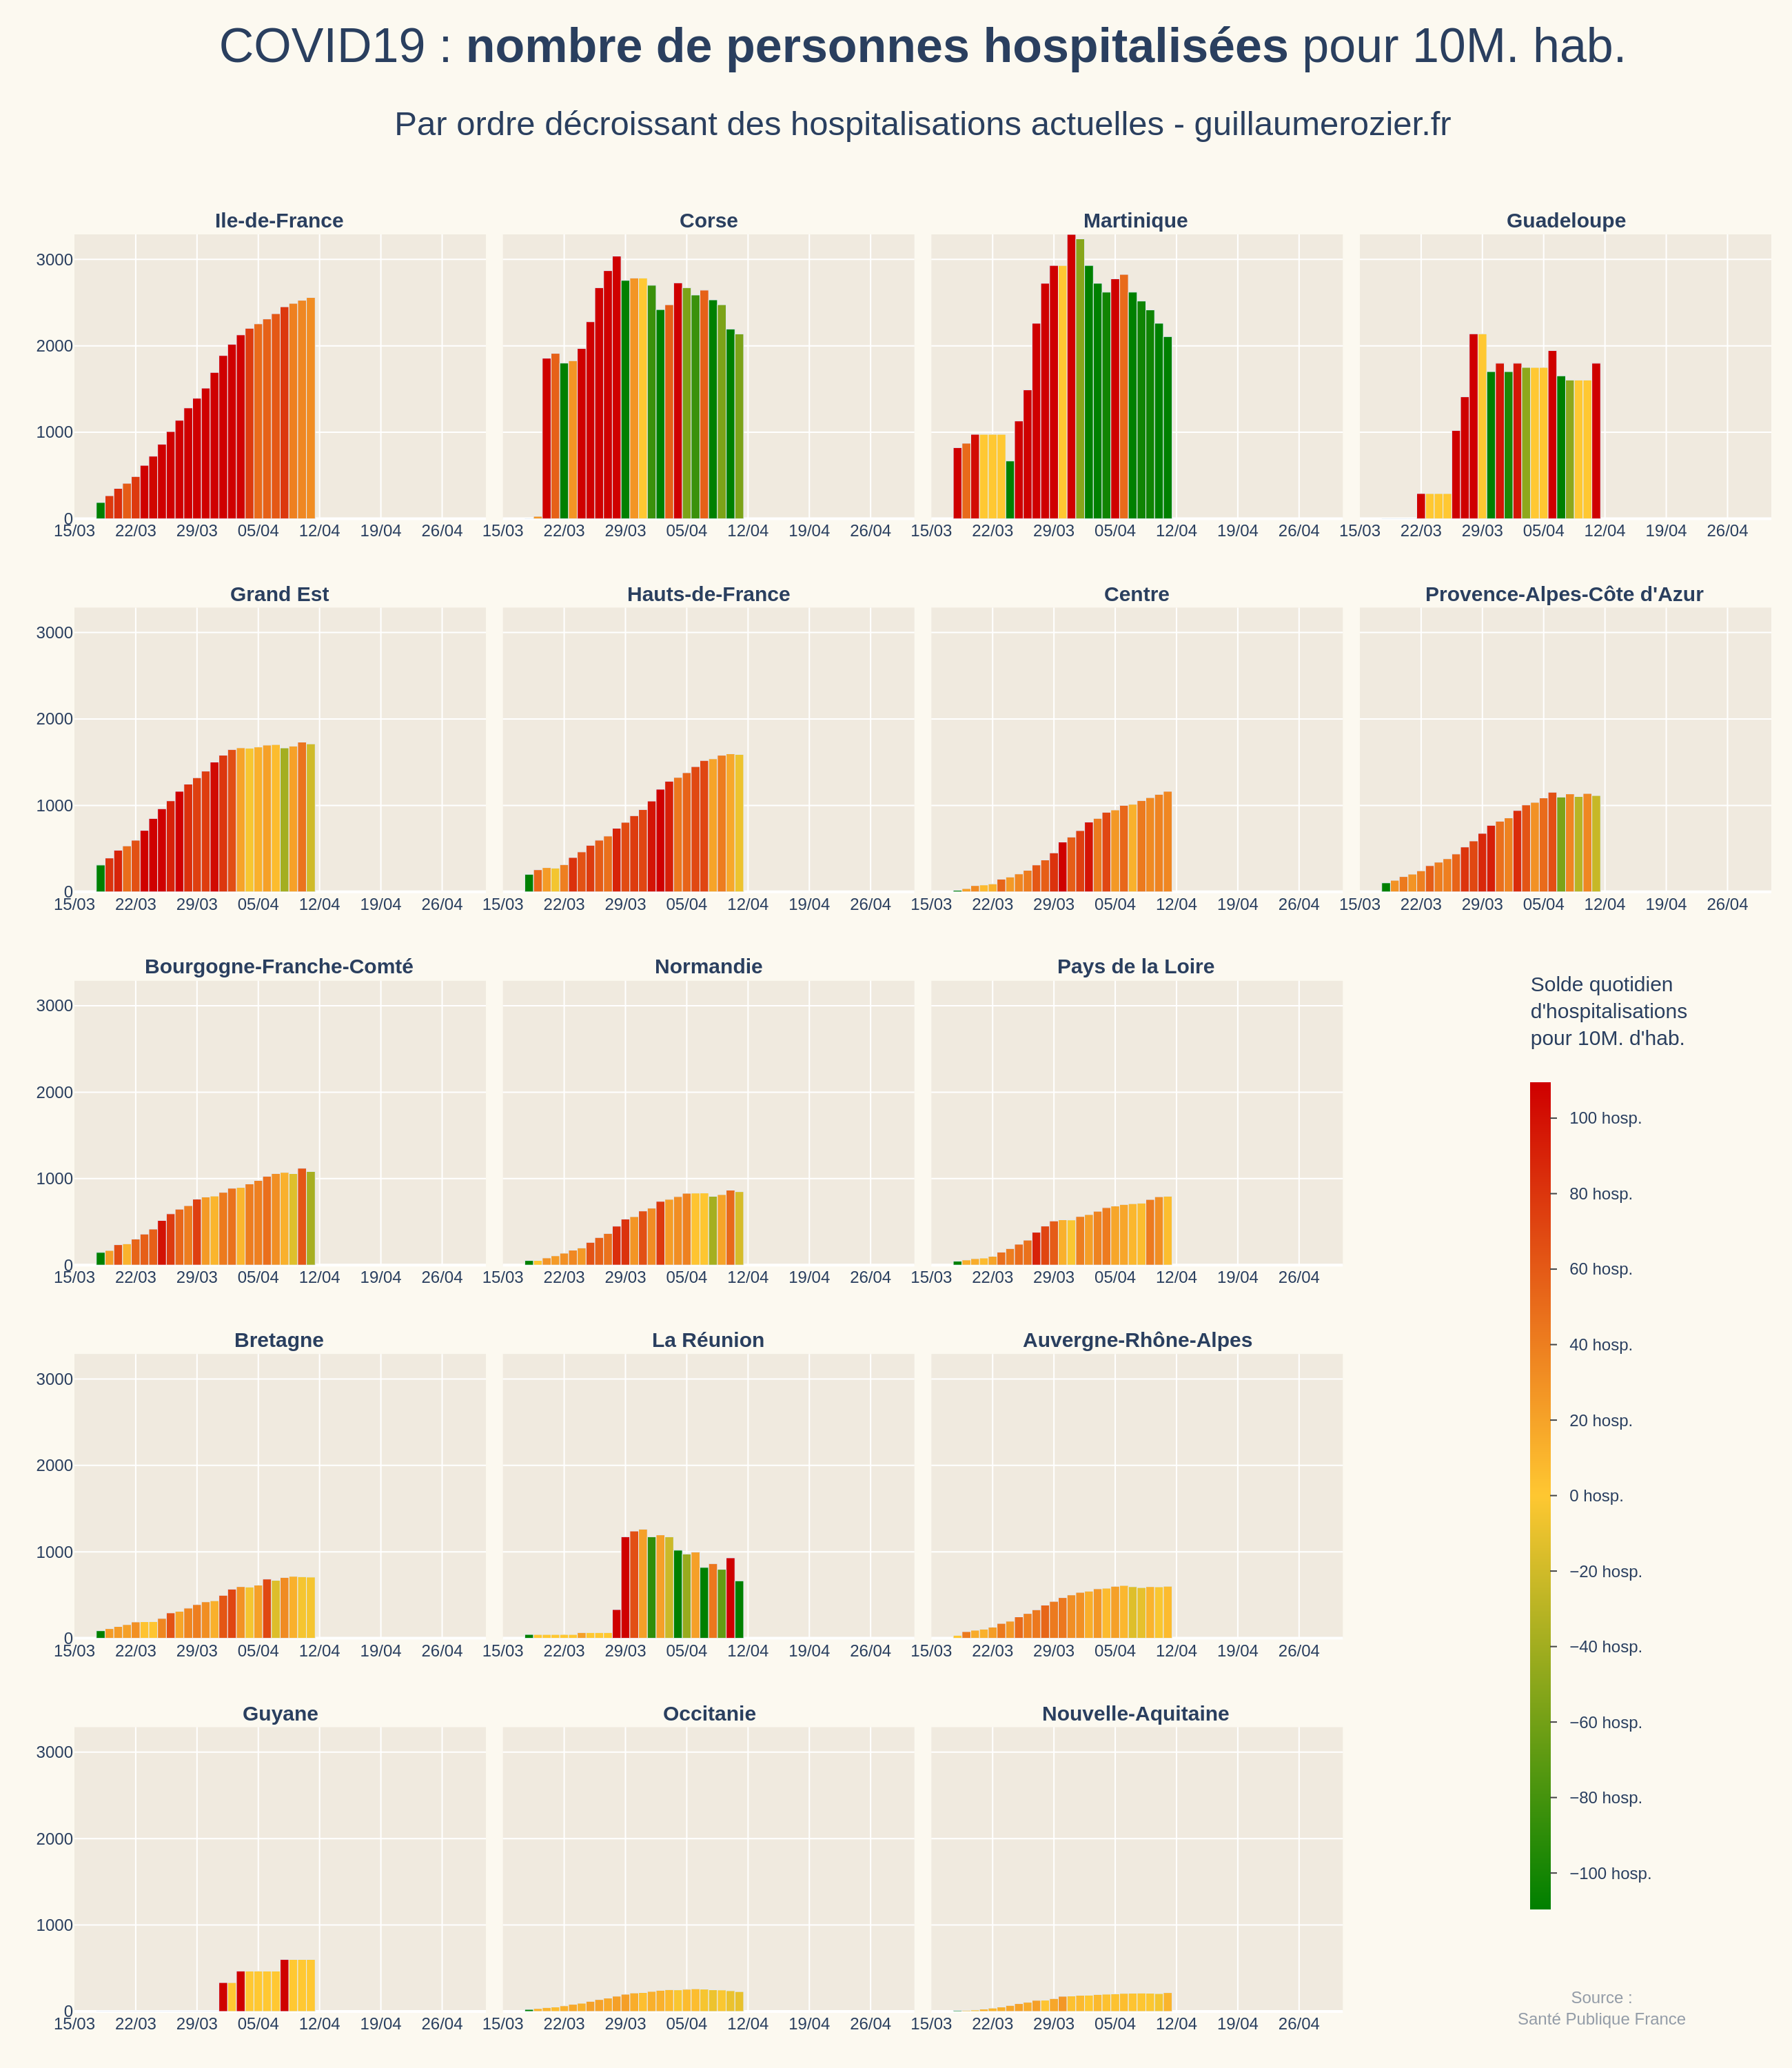 COVID19 : nombre de personnes hospitalisées pour 10M. hab.
Par ordre décroissant des hospitalisations actuelles - guillaumerozier.fr
Ile-de-France Corse Martinique Guadeloupe
3000
2000
1000
0
15/03 22/03 29/03 05/04 12/04 19/04 26/04 15/03 22/03 29/03 05/04 12/04 19/04 26/04 15/03 22/03 29/03 05/04 12/04 19/04 26/04 15/03 22/03 29/03 05/04 12/04 19/04 26/04
Grand Est Hauts-de-France Centre Provence-Alpes-Côte d'Azur
3000
2000
1000
0
15/03 22/03 29/03 05/04 12/04 19/04 26/04 15/03 22/03 29/03 05/04 12/04 19/04 26/04 15/03 22/03 29/03 05/04 12/04 19/04 26/04 15/03 22/03 29/03 05/04 12/04 19/04 26/04
Bourgogne-Franche-Comté Normandie Pays de la Loire
3000
2000
1000
0
15/03 22/03 29/03 05/04 12/04 19/04 26/04 15/03 22/03 29/03 05/04 12/04 19/04 26/04 15/03 22/03 29/03 05/04 12/04 19/04 26/04
Bretagne La Réunion Auvergne-Rhône-Alpes
3000
2000
1000
0
15/03 22/03 29/03 05/04 12/04 19/04 26/04 15/03 22/03 29/03 05/04 12/04 19/04 26/04 15/03 22/03 29/03 05/04 12/04 19/04 26/04
Guyane Occitanie Nouvelle-Aquitaine
3000
2000
1000
0
15/03 22/03 29/03 05/04 12/04 19/04 26/04 15/03 22/03 29/03 05/04 12/04 19/04 26/04 15/03 22/03 29/03 05/04 12/04 19/04 26/04
Solde quotidien
d'hospitalisations
pour 10M. d'hab.
100 hosp.
80 hosp.
60 hosp.
40 hosp.
20 hosp.
0 hosp.
−20 hosp.
−40 hosp.
−60 hosp.
−80 hosp.
−100 hosp.
Source :
Santé Publique France